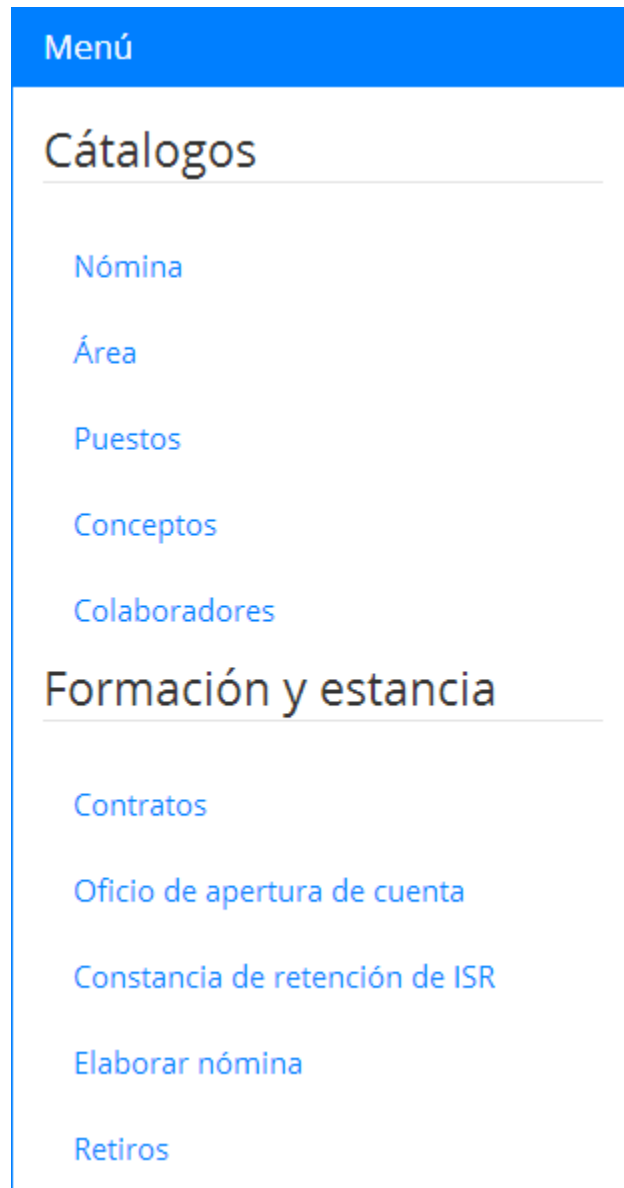 Menú
Cátalogos
Nómina
Área
Puestos
Conceptos
Colaboradores
Formación y estancia
Contratos
Oficio de apertura de cuenta
Constancia de retención de ISR
Elaborar nómina
Retiros